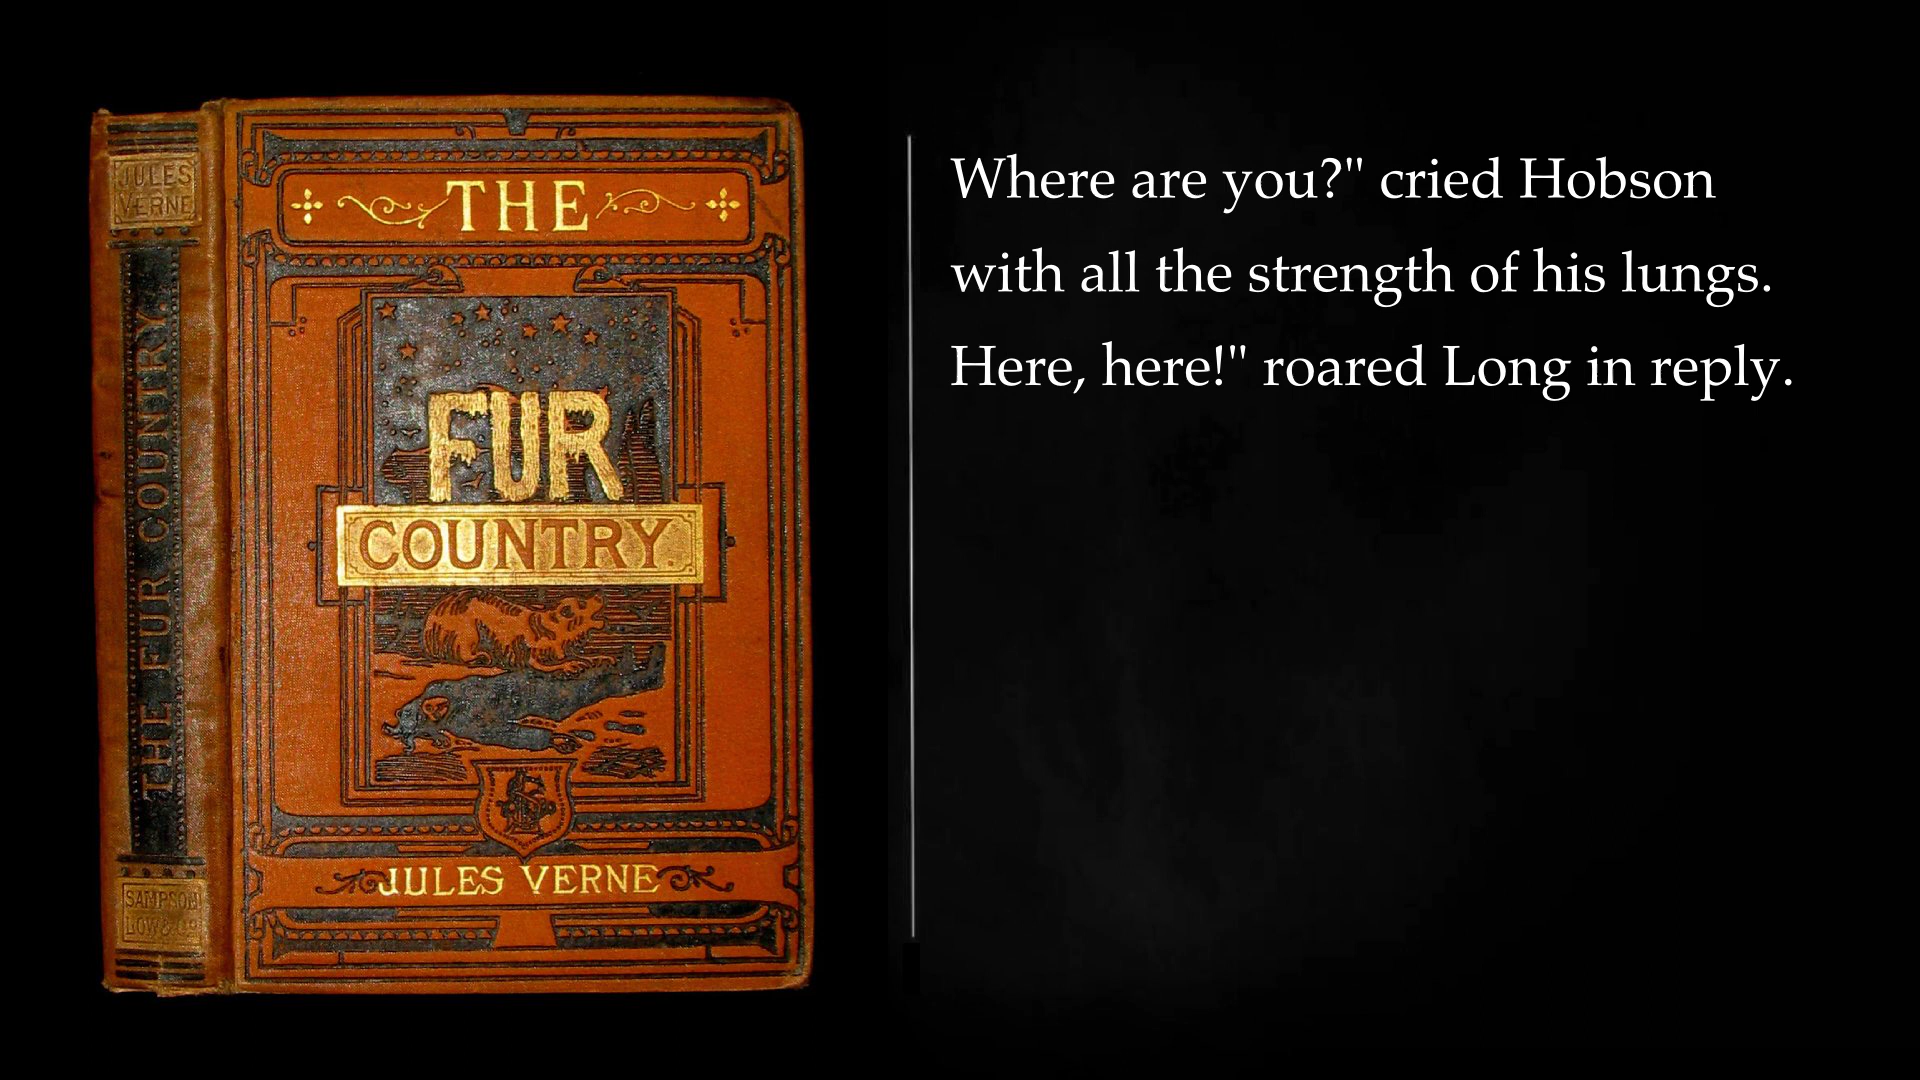 JULES
VERNE
THE FUR COUNTRY.
SAMPSON
LOW & Co
THE
FUR
COUNTRY.
JULES VERNE
Where are you?" cried Hobson
with all the strength of his lungs.
Here, here!" roared Long in reply.